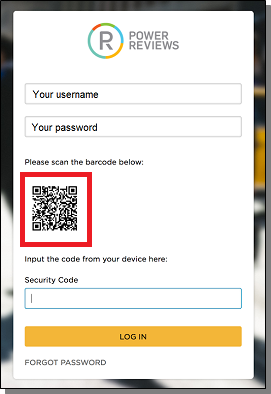 R POWER
REVIEWS
Your username
Your password
Please scan the barcode below:
Input the code from your device here:
Security Code
LOG IN
FORGOT PASSWORD